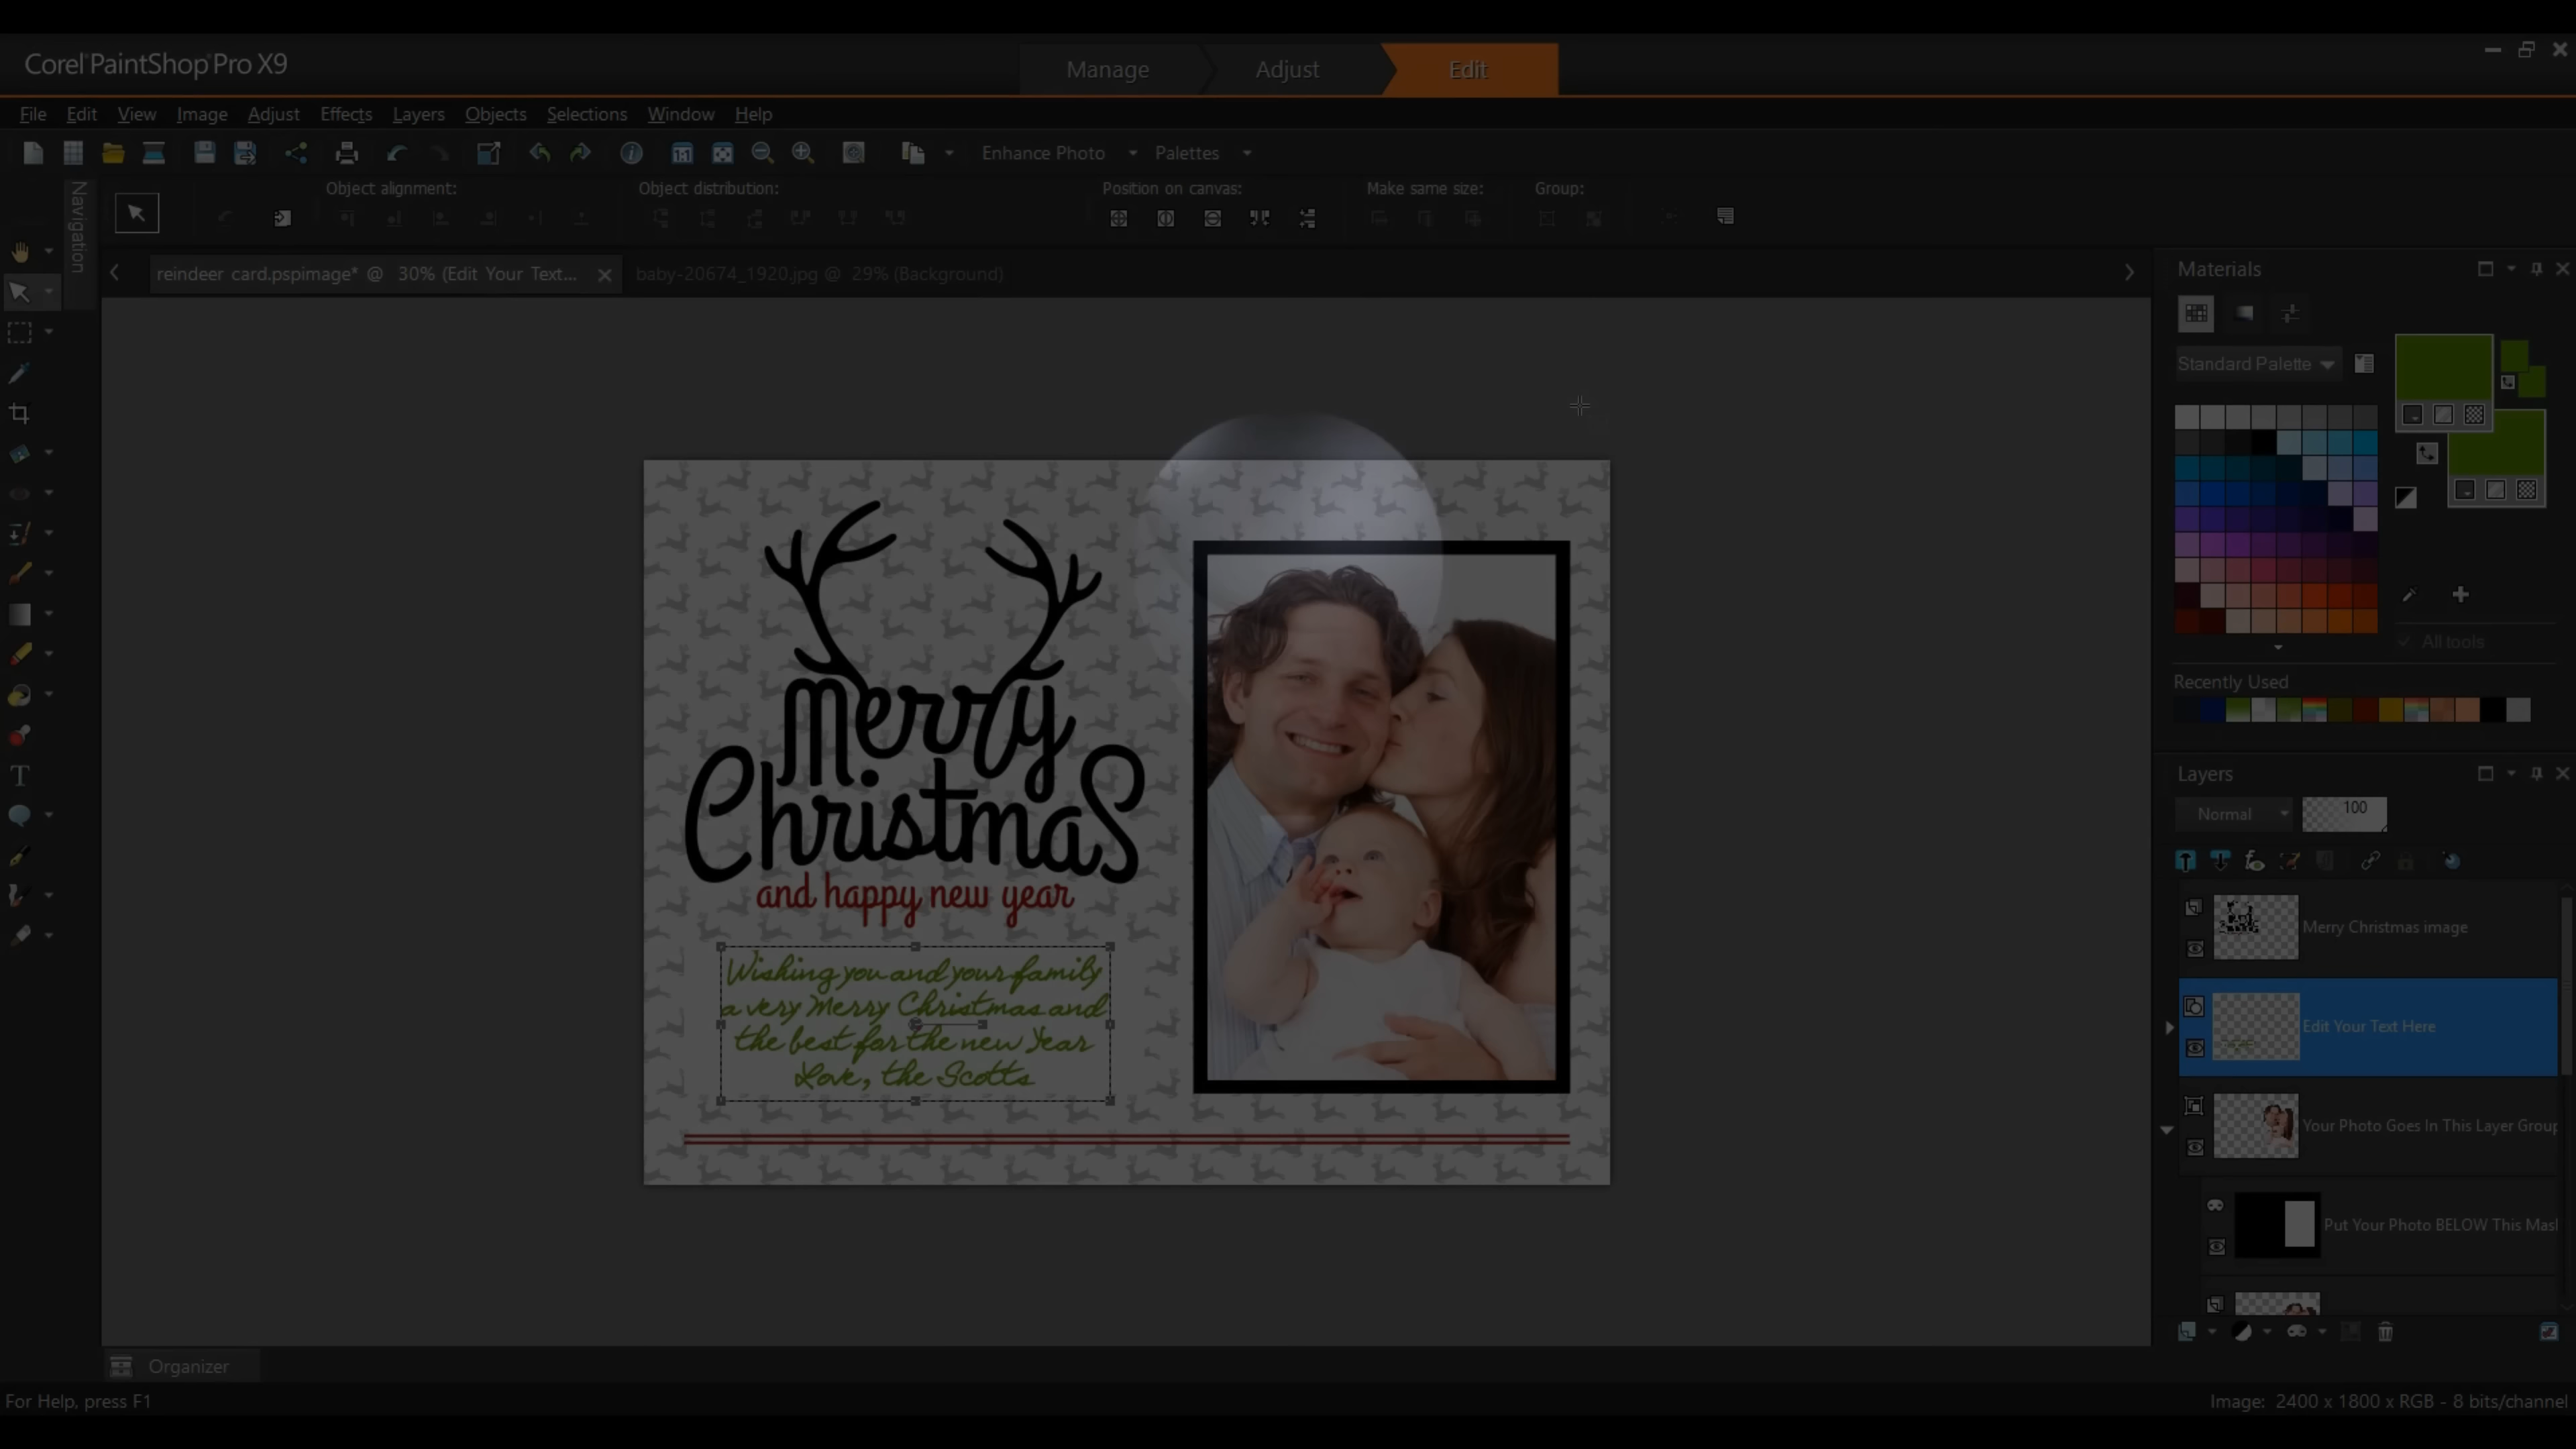 Corel PaintShop Pro X9
Manage
Adjust
Edit
File Edit View Image Adjust Effects Layers Objects Selections Window Help
Enhance Photo
Palettes
Object alignment:
Object distribution:
Position on canvas:
Make same size:
Group:
Navigation
reindeer card.pspimage* @ 30% (Edit Your Text...
baby-20674_1920.jpg @ 29% (Background)
Merry
Christmas
and happy new year
Wishing you and your family
a very Merry Christmas and
the best for the new Year
Love, the Scotts
Materials
Standard Palette
All tools
Recently Used
Layers
Normal
100
Merry Christmas image
Edit Your Text Here
Your Photo Goes In This Layer Group
Put Your Photo BELOW This Mas
Organizer
For Help, press F1
Image: 2400 x 1800 x RGB - 8 bits/channel